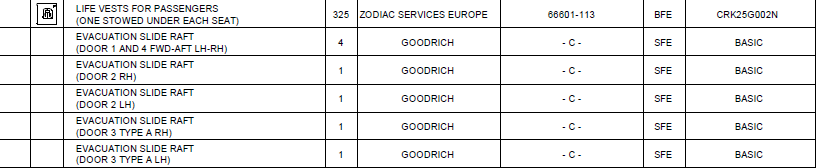 LIFE VESTS FOR PASSENGERS
(ONE STOWED UNDER EACH SEAT) 325 ZODIAC SERVICES EUROPE 66601-113 BFE CRK25G002N
EVACUATION SLIDE RAFT
(DOOR 1 AND 4 FWD-AFT LH-RH) 4 GOODRICH - C - SFE BASIC
EVACUATION SLIDE RAFT
(DOOR 2 RH) 1 GOODRICH - C - SFE BASIC
EVACUATION SLIDE RAFT
(DOOR 2 LH) 1 GOODRICH - C - SFE BASIC
EVACUATION SLIDE RAFT
(DOOR 3 TYPE A RH) 1 GOODRICH - C - SFE BASIC
EVACUATION SLIDE RAFT
(DOOR 3 TYPE A LH) 1 GOODRICH - C - SFE BASIC